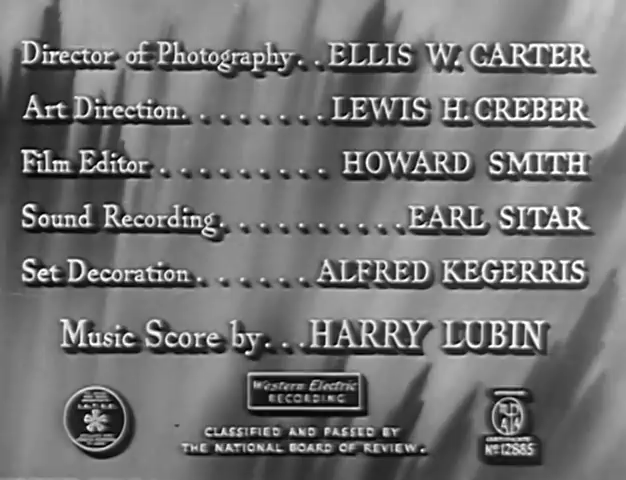 Director of Photography. . ELLIS W. CARTER
Art Direction. . . . . . . . LEWIS H. CREBER
Film Editor . . . . . . . . . . HOWARD SMITH
Sound Recording. . . . . . . . . . . EARL SITAR
Set Decoration . . . . . . . ALFRED KEGERRIS
Music Score by. . . HARRY LUBIN
Western Electric
RECORDING
CLASSIFIED AND PASSED BY
THE NATIONAL BOARD OF REVIEW.
No 12885